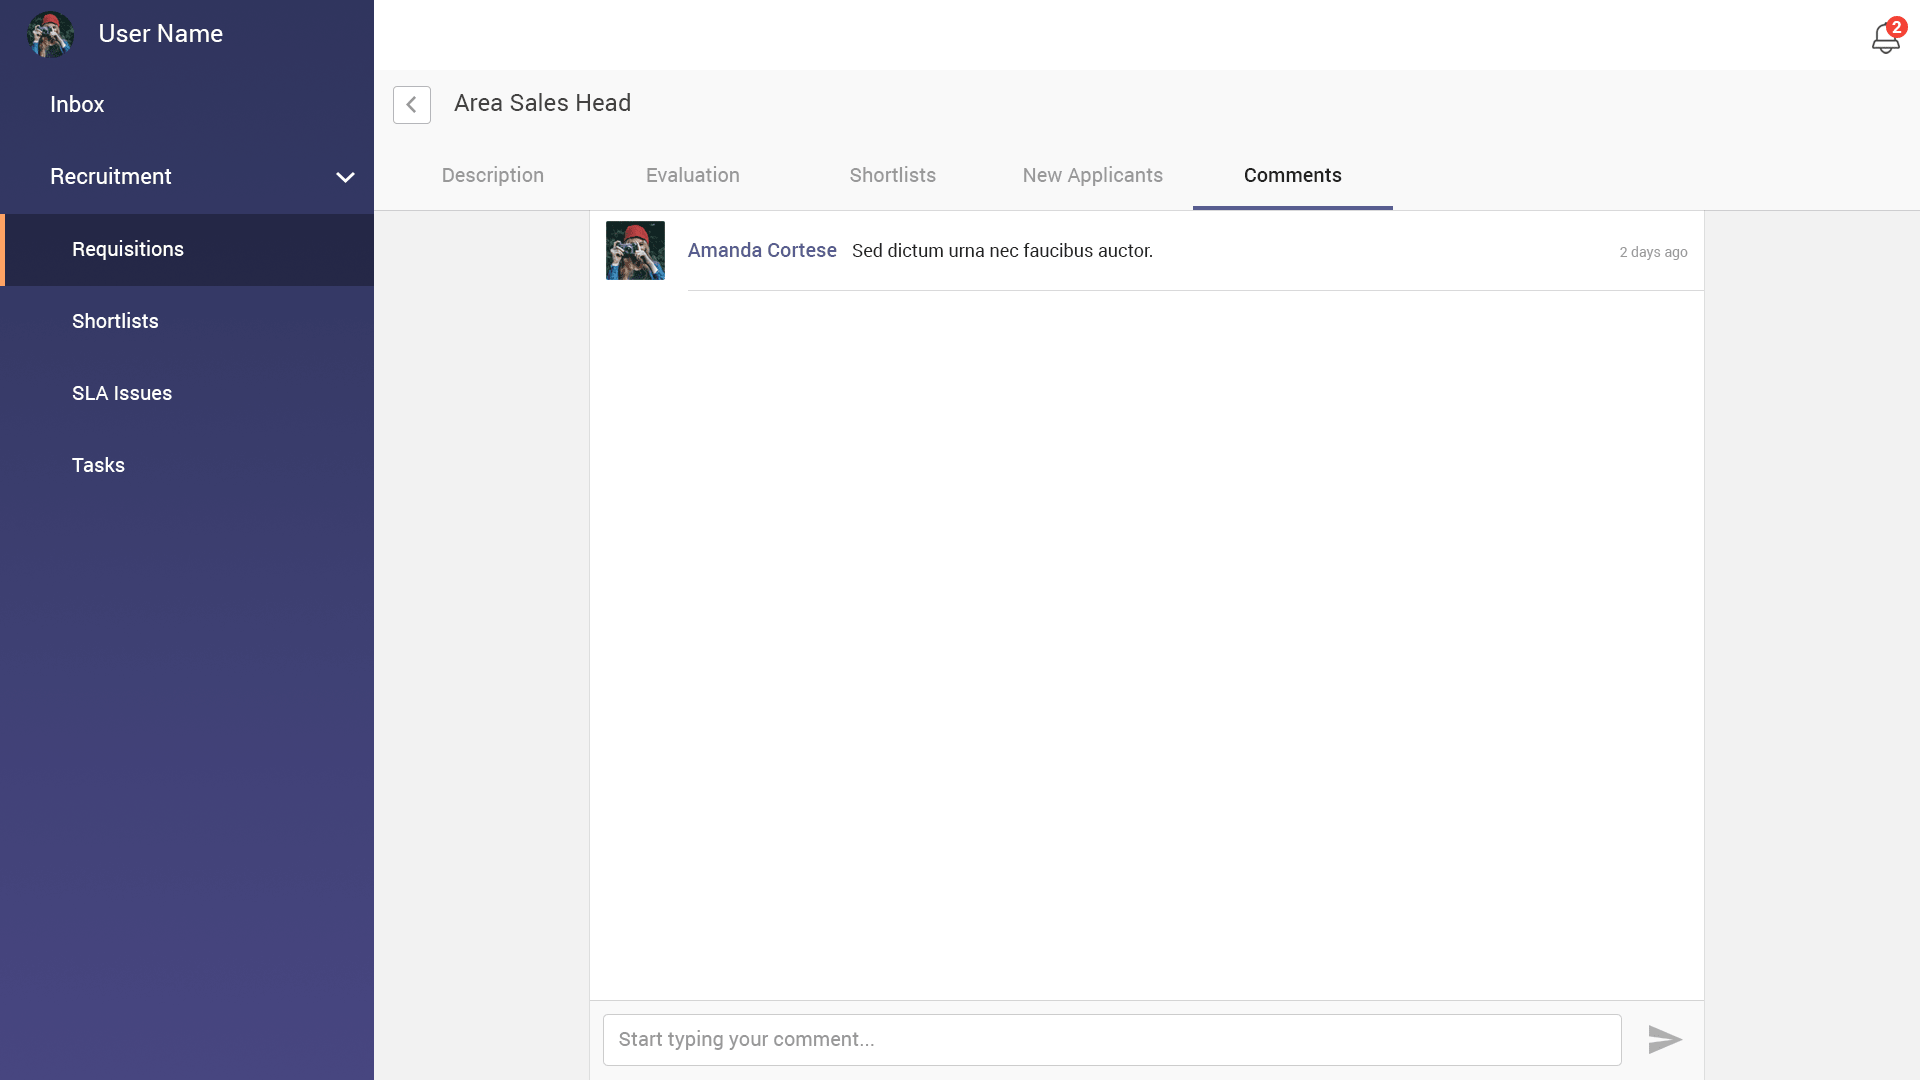 User Name
2
Inbox
Area Sales Head
Recruitment
Description Evaluation Shortlists New Applicants Comments
Requisitions
Amanda Cortese Sed dictum urna nec faucibus auctor. 2 days ago
Shortlists
SLA Issues
Tasks
Start typing your comment...